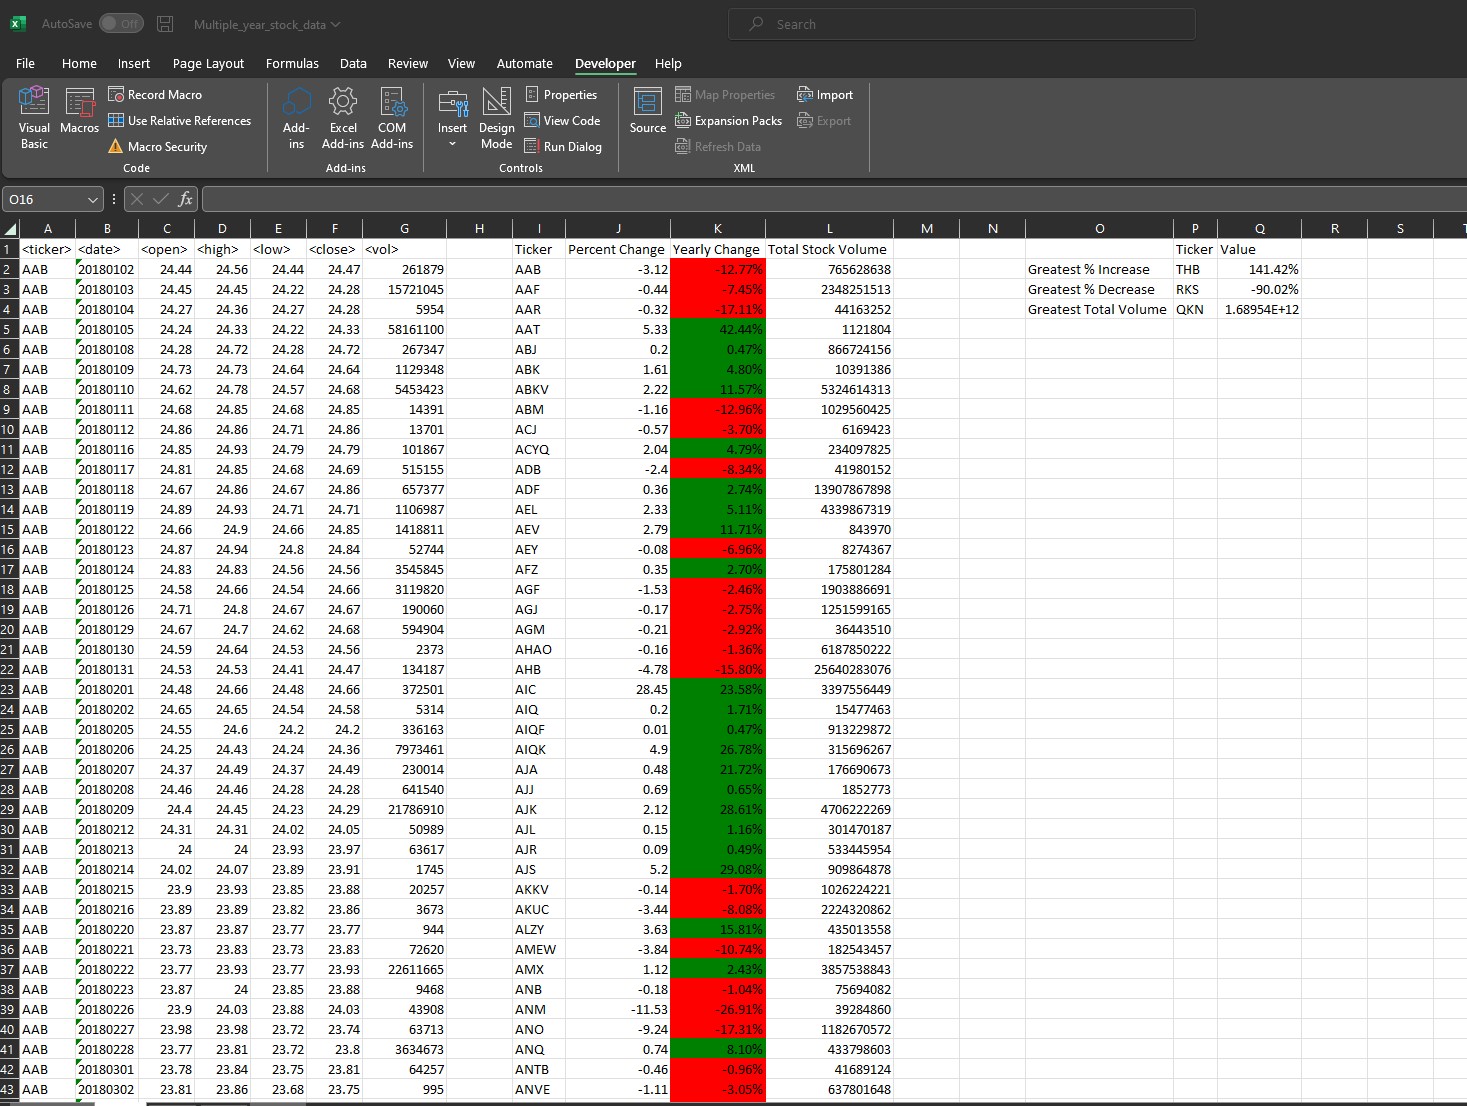 AutoSave Off Multiple_year_stock_data Search
File Home Insert Page Layout Formulas Data Review View Automate Developer Help
Visual Basic
Macros
Record Macro
Use Relative References
Macro Security
Code
Add-ins
Excel Add-ins
COM Add-ins
Add-ins
Insert
Design Mode
Properties
View Code
Run Dialog
Controls
Source
Map Properties
Expansion Packs
Refresh Data
Import
Export
XML
O16 fx
A B C D E F G H I J K L M N O P Q R S T
1 <ticker> <date> <open> <high> <low> <close> <vol> Ticker Percent Change Yearly Change Total Stock Volume Ticker Value
2 AAB 20180102 24.44 24.56 24.44 24.47 261879 AAB -3.12 -12.77% 765628638 Greatest % Increase THB 141.42%
3 AAB 20180103 24.45 24.45 24.22 24.28 15721045 AAF -0.44 -7.45% 2348251513 Greatest % Decrease RKS -90.02%
4 AAB 20180104 24.27 24.36 24.27 24.28 5954 AAR -0.32 -17.11% 44163252 Greatest Total Volume QKN 1.68954E+12
5 AAB 20180105 24.24 24.33 24.22 24.33 58161100 AAT 5.33 42.44% 1121804
6 AAB 20180108 24.28 24.72 24.28 24.72 267347 ABJ 0.2 0.47% 866724156
7 AAB 20180109 24.73 24.73 24.64 24.64 1129348 ABK 1.61 4.80% 10391386
8 AAB 20180110 24.62 24.78 24.57 24.68 5453423 ABKV 2.22 11.57% 5324614313
9 AAB 20180111 24.68 24.85 24.68 24.85 14391 ABM -1.16 -12.96% 1029560425
10 AAB 20180112 24.86 24.86 24.71 24.86 13701 ACJ -0.57 -3.70% 6169423
11 AAB 20180116 24.85 24.93 24.79 24.79 101867 ACYQ 2.04 4.79% 234097825
12 AAB 20180117 24.81 24.85 24.68 24.69 515155 ADB -2.4 -8.34% 41980152
13 AAB 20180118 24.67 24.86 24.67 24.86 657377 ADF 0.36 2.74% 13907867898
14 AAB 20180119 24.89 24.93 24.71 24.71 1106987 AEL 2.33 5.11% 4339867319
15 AAB 20180122 24.66 24.9 24.66 24.85 1418811 AEV 2.79 11.71% 843970
16 AAB 20180123 24.87 24.94 24.8 24.84 52744 AEY -0.08 -6.96% 8274367
17 AAB 20180124 24.83 24.83 24.56 24.56 3545845 AFZ 0.35 2.70% 175801284
18 AAB 20180125 24.58 24.66 24.54 24.66 3119820 AGF -1.53 -2.46% 1903886691
19 AAB 20180126 24.71 24.8 24.67 24.67 190060 AGJ -0.17 -2.75% 1251599165
20 AAB 20180129 24.67 24.7 24.62 24.68 594904 AGM -0.21 -2.92% 36443510
21 AAB 20180130 24.59 24.64 24.53 24.56 2373 AHAO -0.16 -1.36% 6187850222
22 AAB 20180131 24.53 24.53 24.41 24.47 134187 AHB -4.78 -15.80% 25640283076
23 AAB 20180201 24.48 24.66 24.48 24.66 372501 AIC 28.45 23.58% 3397556449
24 AAB 20180202 24.65 24.65 24.54 24.58 5314 AIQ 0.2 1.71% 15477463
25 AAB 20180205 24.55 24.6 24.2 24.2 336163 AIQF 0.01 0.47% 913229872
26 AAB 20180206 24.25 24.43 24.24 24.36 7973461 AIQK 4.9 26.78% 315696267
27 AAB 20180207 24.37 24.49 24.37 24.49 230014 AJA 0.48 21.72% 176690673
28 AAB 20180208 24.46 24.46 24.28 24.28 641540 AJJ 0.69 0.65% 1852773
29 AAB 20180209 24.4 24.45 24.23 24.29 21786910 AJK 2.12 28.61% 4706222269
30 AAB 20180212 24.31 24.31 24.02 24.05 50989 AJL 0.15 1.16% 301470187
31 AAB 20180213 24 24 23.93 23.97 63617 AJR 0.09 0.49% 533445954
32 AAB 20180214 24.02 24.07 23.89 23.91 1745 AJS 5.2 29.08% 909864878
33 AAB 20180215 23.9 23.93 23.85 23.88 20257 AKKV -0.14 -1.70% 1026224221
34 AAB 20180216 23.89 23.89 23.82 23.86 3673 AKUC -3.44 -8.08% 2224320862
35 AAB 20180220 23.87 23.87 23.77 23.77 944 ALZY 3.63 15.81% 435013558
36 AAB 20180221 23.73 23.83 23.73 23.83 72620 AMEW -3.84 -10.74% 182543457
37 AAB 20180222 23.77 23.93 23.77 23.93 22611665 AMX 1.12 2.43% 3857538843
38 AAB 20180223 23.87 24 23.85 23.88 9468 ANB -0.18 -1.04% 75694082
39 AAB 20180226 23.9 24.03 23.88 24.03 43908 ANM -11.53 -26.91% 39284860
40 AAB 20180227 23.98 23.98 23.72 23.74 63713 ANO -9.24 -17.31% 1182670572
41 AAB 20180228 23.77 23.81 23.72 23.8 3634673 ANQ 0.74 8.10% 433798603
42 AAB 20180301 23.78 23.84 23.75 23.81 64257 ANTB -0.46 -0.96% 41689124
43 AAB 20180302 23.81 23.86 23.68 23.75 995 ANVE -1.11 -3.05% 637801648